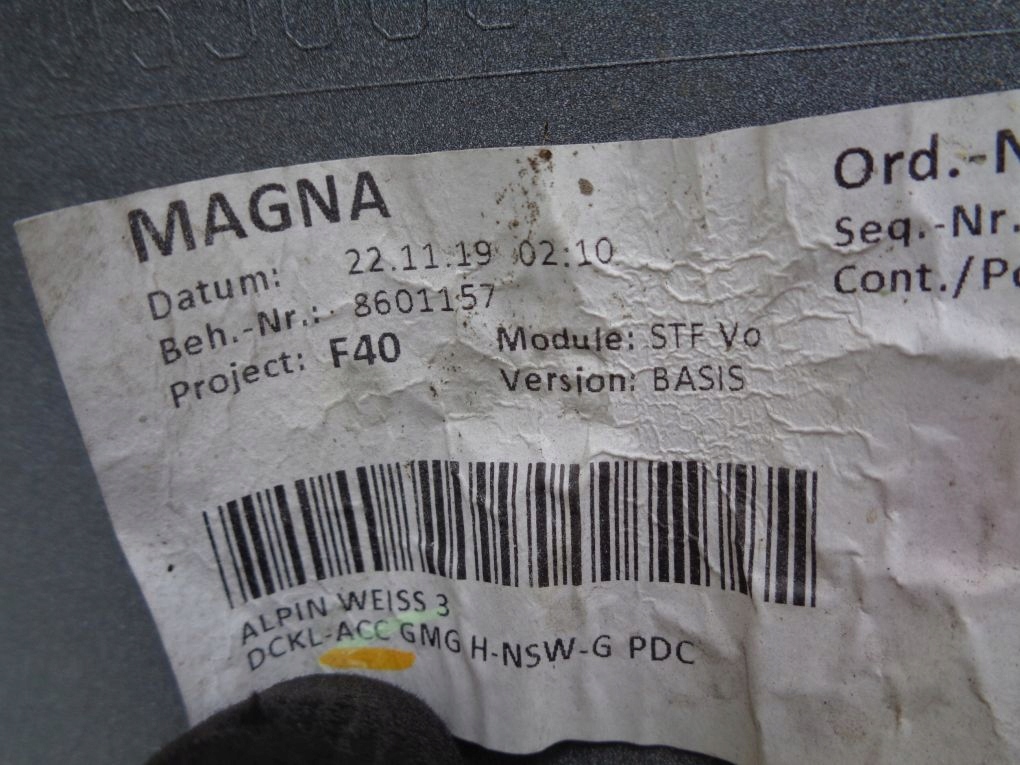 MAGNA
Datum: 22.11.19 02:10
Beh.-Nr.: 8601157
Project: F40
Module: STF Vo
Version: BASIS
ALPIN WEISS 3
DCKL-ACC GMG H-NSW-G PDC
Ord.-N
Seq.-Nr.
Cont./Po